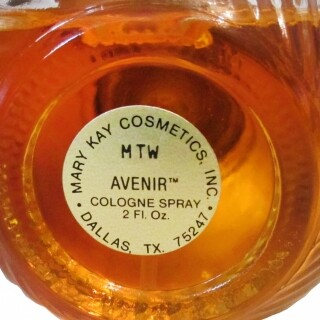 • MARY KAY COSMETICS, INC. •
MTW
AVENIR™
COLOGNE SPRAY
2 Fl. Oz.
DALLAS, TX. 75247